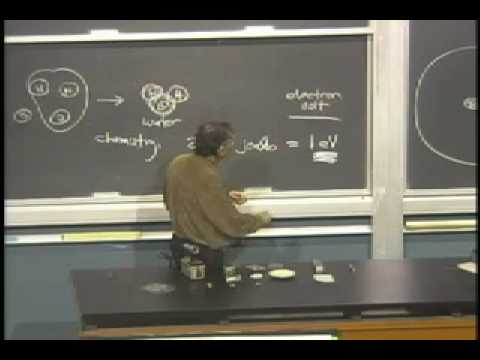 H H
O O
H H
O
water
electron
volt
chemistry. joules = 1 eV